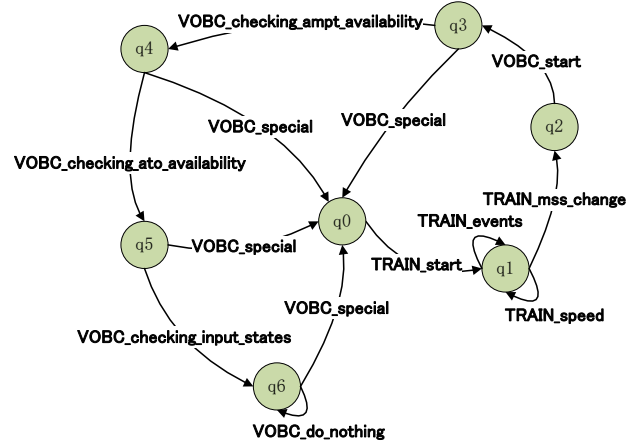 VOBC_checking_ampt_availability
q3
q4
VOBC_start
q2
VOBC_special
VOBC_special
VOBC_checking_ato_availability
TRAIN_mss_change
TRAIN_events
q0
q5
VOBC_special
TRAIN_start
q1
VOBC_special
TRAIN_speed
VOBC_checking_input_states
q6
VOBC_do_nothing